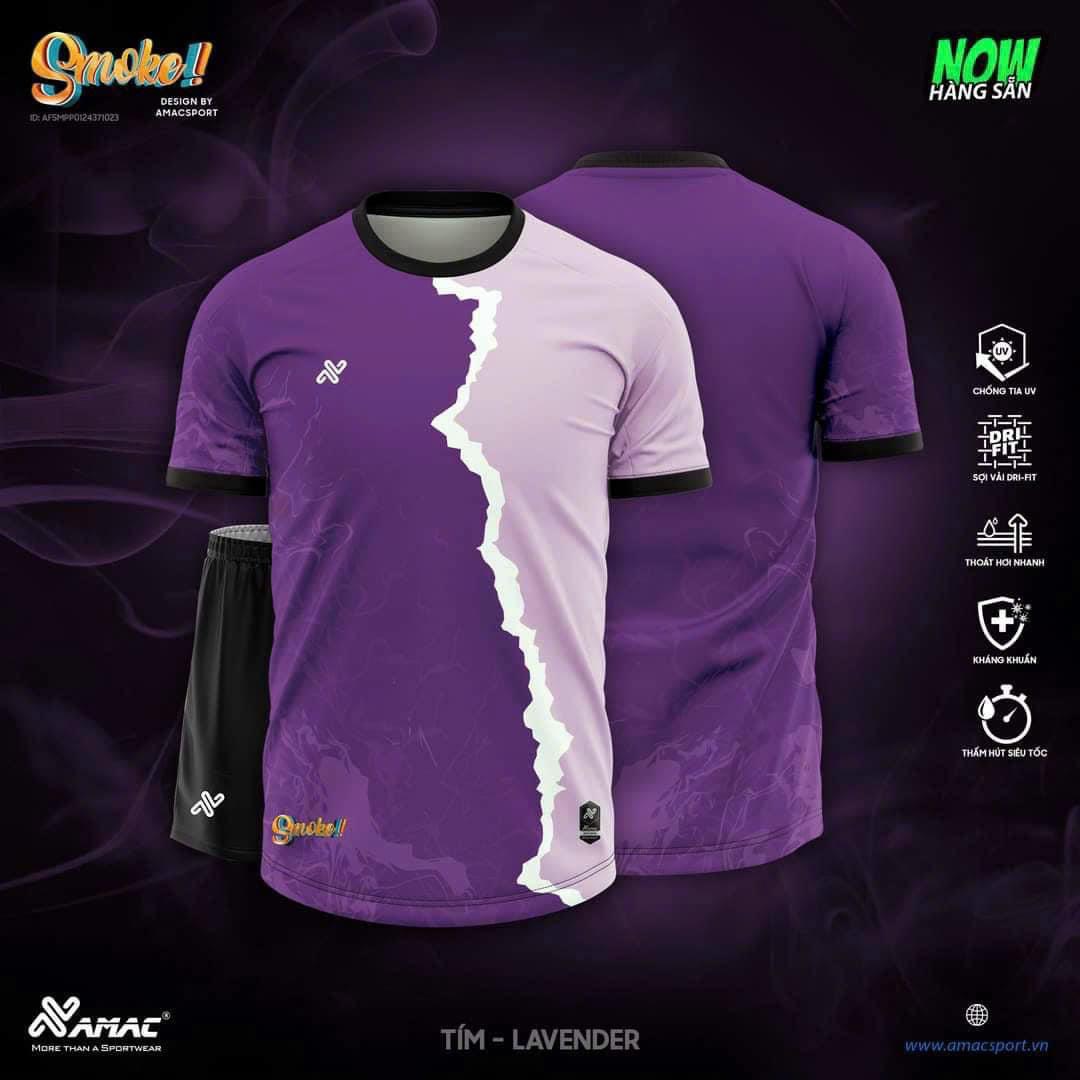 Smoke!!
DESIGN BY
AMACSPORT
ID: AFSMPP0124371023
NOW
HÀNG SẴN
CHỐNG TIA UV
UV
DRI
FIT
SỢI VẢI DRI-FIT
THOÁT HƠI NHANH
KHÁNG KHUẨN
THẤM HÚT SIÊU TỐC
Smoke!!
AMAC®
MORE THAN A SPORTWEAR
TÍM - LAVENDER
www.amacsport.vn